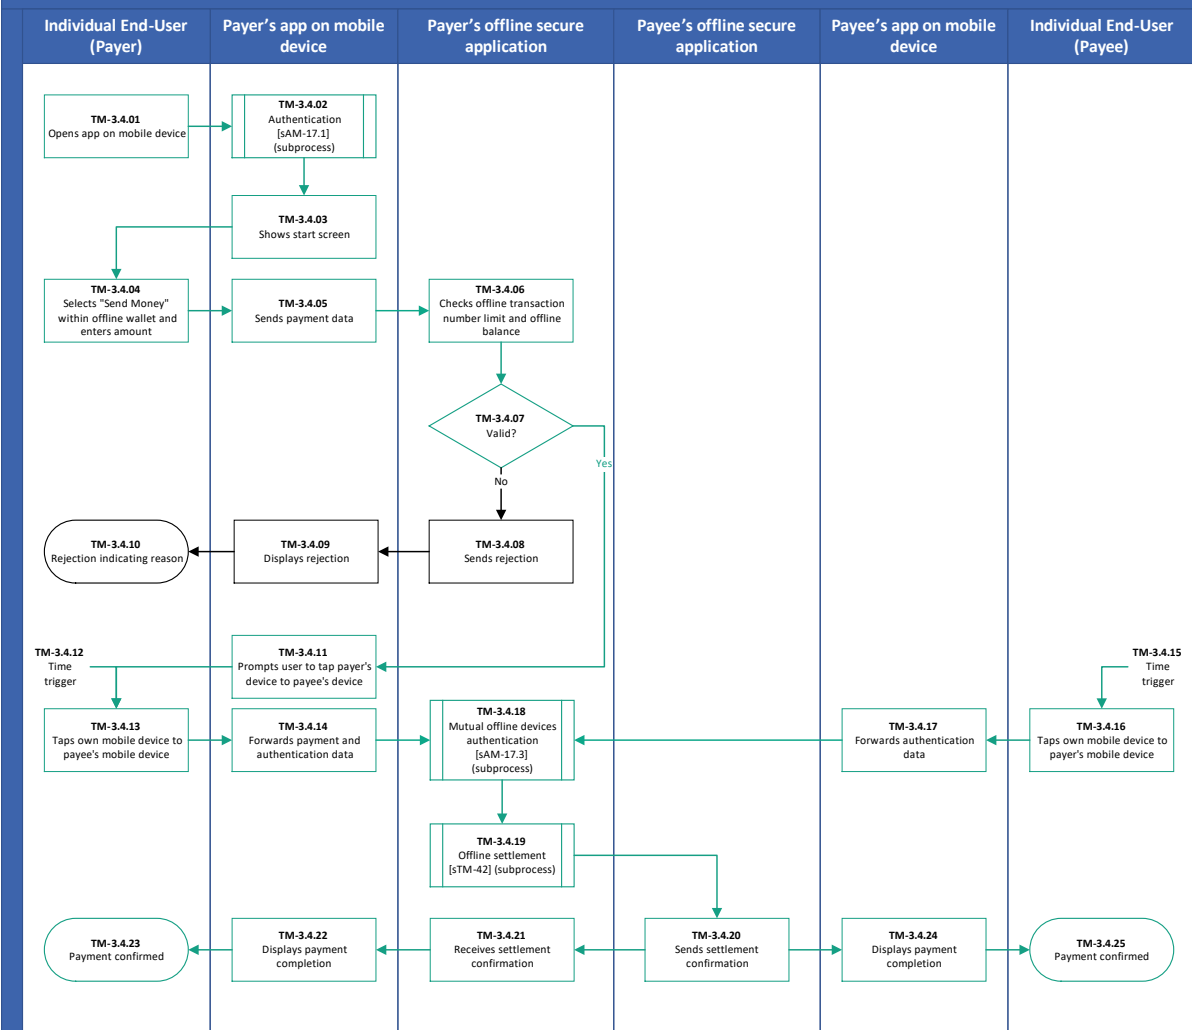 Individual End-User
(Payer)
Payer's app on mobile
device
Payer's offline secure
application
Payee's offline secure
application
Payee's app on mobile
device
Individual End-User
(Payee)
TM-3.4.01
Opens app on mobile device
TM-3.4.02
Authentication
[sAM-17.1]
(subprocess)
TM-3.4.03
Shows start screen
TM-3.4.04
Selects "Send Money"
within offline wallet and
enters amount
TM-3.4.05
Sends payment data
TM-3.4.06
Checks offline transaction
number limit and offline
balance
TM-3.4.07
Valid?
Yes
No
TM-3.4.10
Rejection indicating reason
TM-3.4.09
Displays rejection
TM-3.4.08
Sends rejection
TM-3.4.12
Time
trigger
TM-3.4.11
Prompts user to tap payer's
device to payee's device
TM-3.4.15
Time
trigger
TM-3.4.13
Taps own mobile device to
payee's mobile device
TM-3.4.14
Forwards payment and
authentication data
TM-3.4.18
Mutual offline devices
authentication
[sAM-17.3]
(subprocess)
TM-3.4.17
Forwards authentication
data
TM-3.4.16
Taps own mobile device to
payer's mobile device
TM-3.4.19
Offline settlement
[sTM-42] (subprocess)
TM-3.4.23
Payment confirmed
TM-3.4.22
Displays payment
completion
TM-3.4.21
Receives settlement
confirmation
TM-3.4.20
Sends settlement
confirmation
TM-3.4.24
Displays payment
completion
TM-3.4.25
Payment confirmed